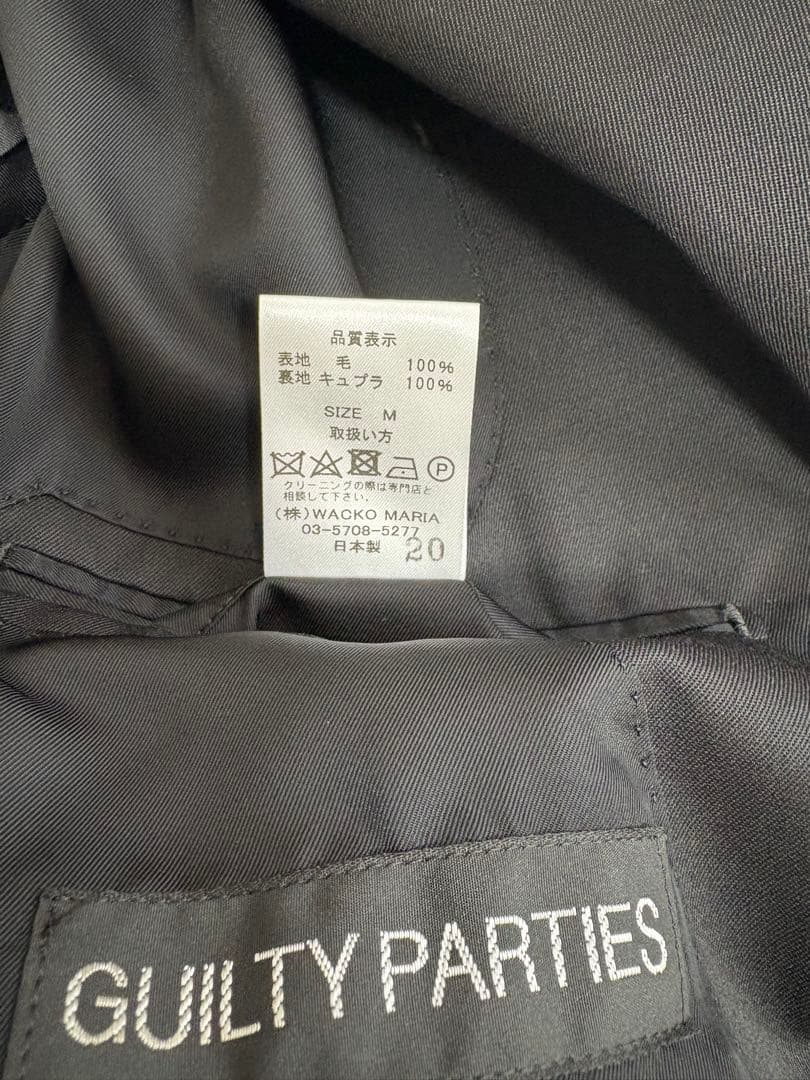 品質表示
表地 毛 100%
裏地 キュプラ 100%
SIZE M
取扱い方
P
クリーニングの際は専門店と
相談して下さい。
(株)WACKO MARIA
03-5708-5277
日本製 20
GUILTY PARTIES